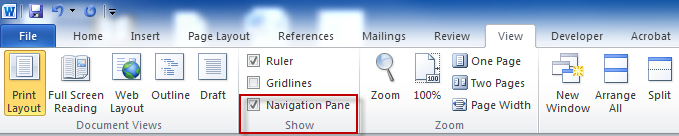 W
File Home Insert Page Layout References Mailings Review View Developer Acrobat
Print Layout
Full Screen Reading
Web Layout
Outline
Draft
Document Views
Ruler
Gridlines
Navigation Pane
Show
Zoom
100
100%
One Page
Two Pages
Page Width
Zoom
New Window
Arrange All
Split